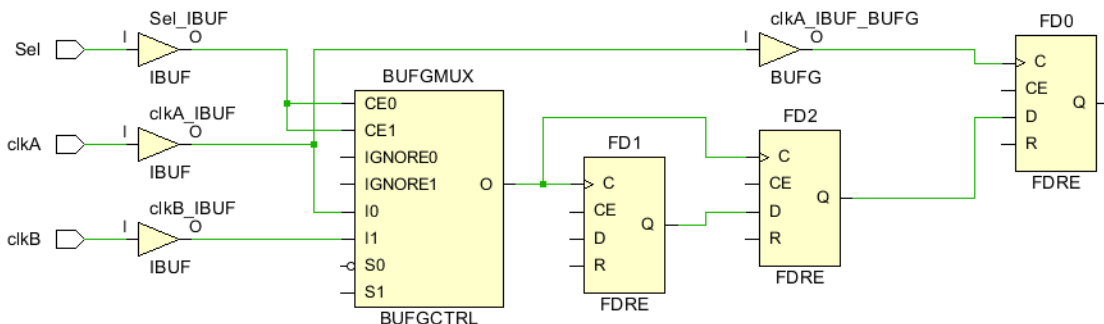 Sel_IBUF
Sel I O
IBUF
clkA_IBUF
clkA I O
IBUF
clkB_IBUF
clkB I O
IBUF
BUFGMUX
CE0
CE1
IGNORE0
IGNORE1 O
I0
I1
S0
S1
BUFGCTRL
clkA_IBUF_BUFG
I O
BUFG
FD1
C
CE
Q
D
R
FDRE
FD2
C
CE
Q
D
R
FDRE
FD0
C
CE
Q
D
R
FDRE